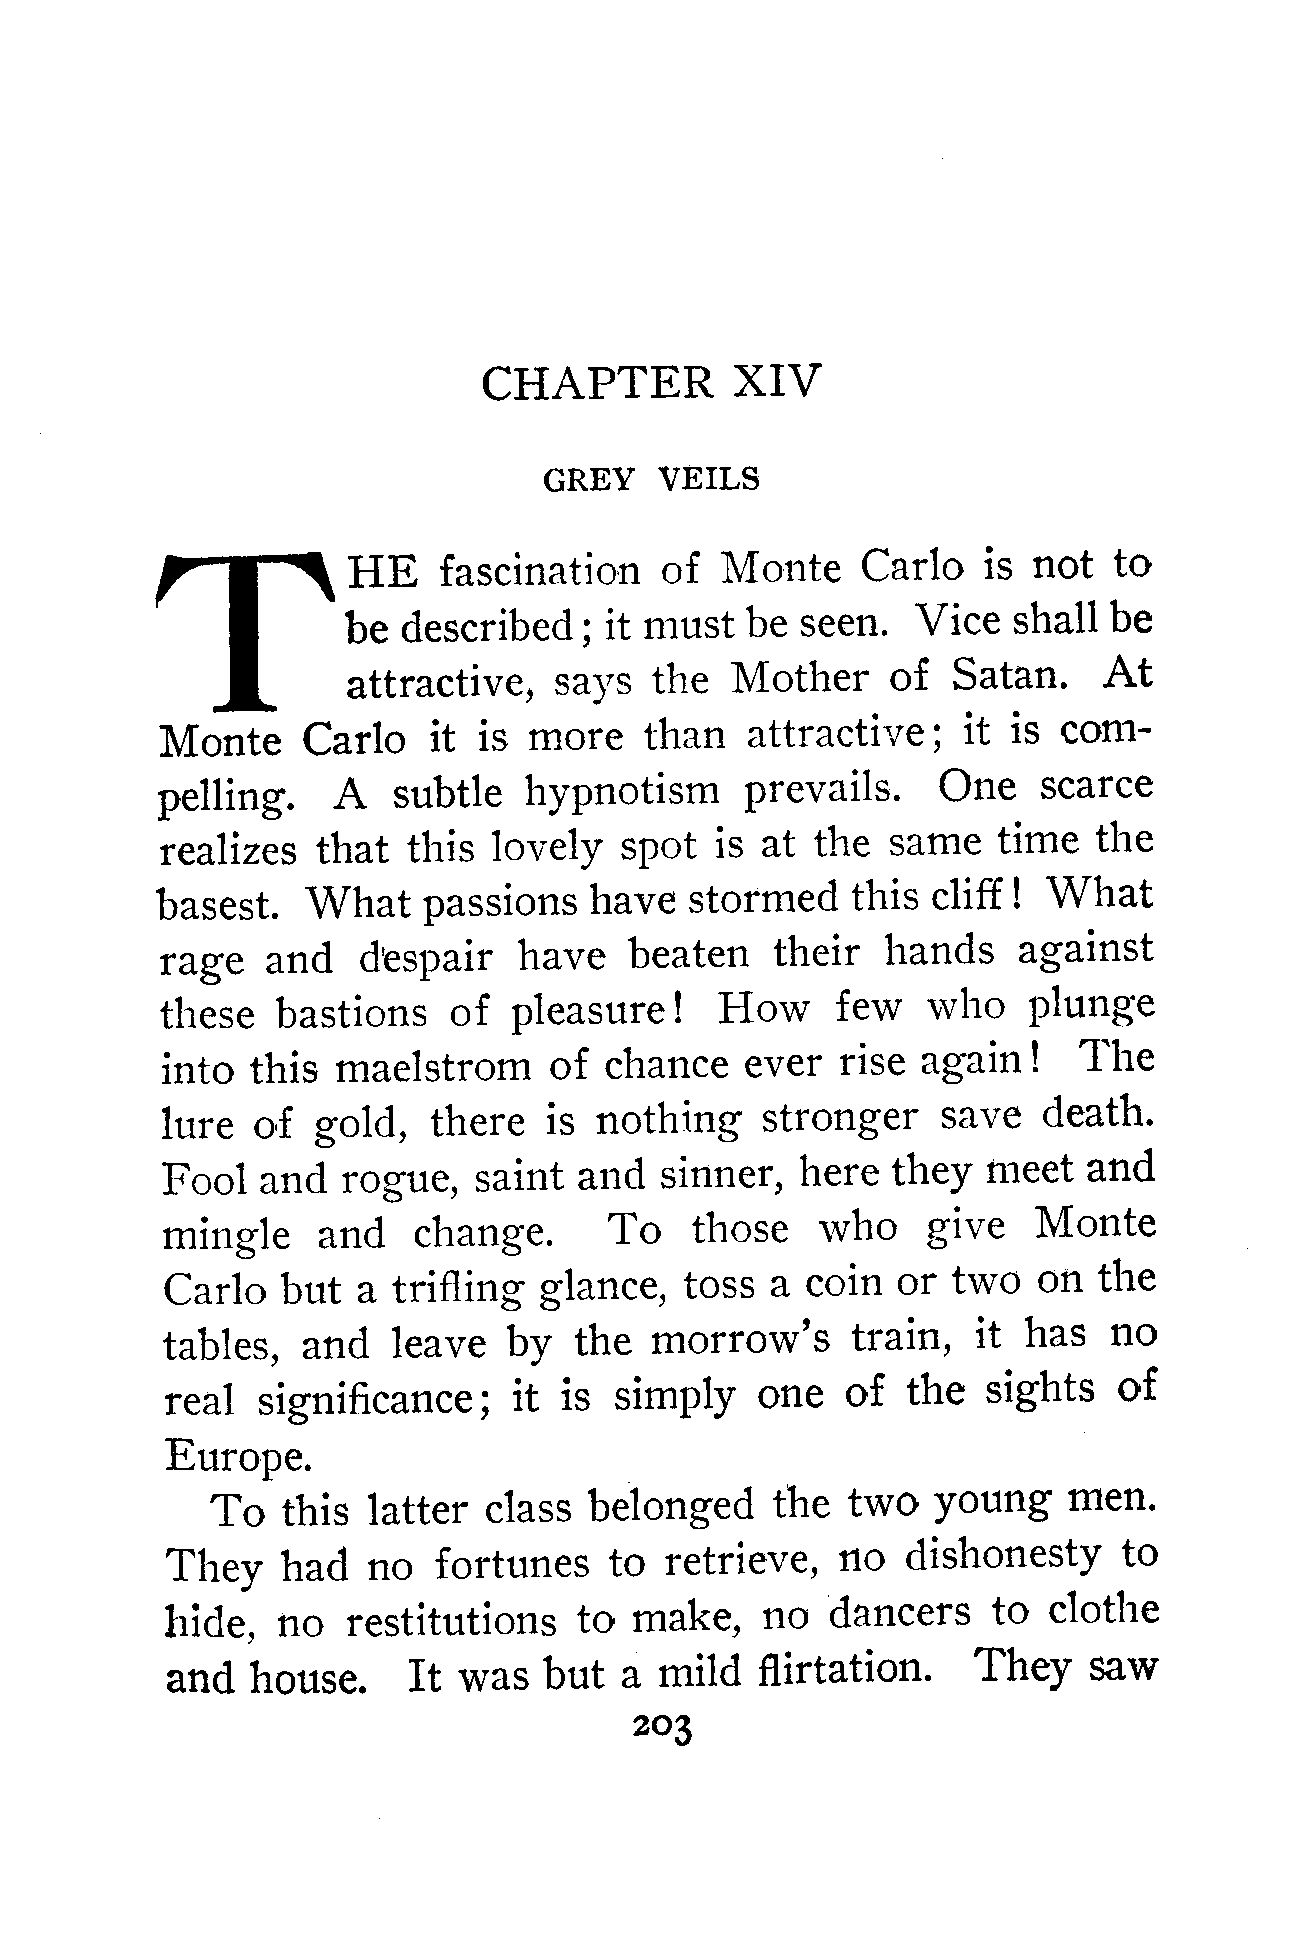 CHAPTER XIV
GREY VEILS
THE fascination of Monte Carlo is not to
be described; it must be seen. Vice shall be
attractive, says the Mother of Satan. At
Monte Carlo it is more than attractive; it is com-
pelling. A subtle hypnotism prevails. One scarce
realizes that this lovely spot is at the same time the
basest. What passions have stormed this cliff! What
rage and despair have beaten their hands against
these bastions of pleasure! How few who plunge
into this maelstrom of chance ever rise again! The
lure of gold, there is nothing stronger save death.
Fool and rogue, saint and sinner, here they meet and
mingle and change. To those who give Monte
Carlo but a trifling glance, toss a coin or two on the
tables, and leave by the morrow's train, it has no
real significance; it is simply one of the sights of
Europe.
To this latter class belonged the two young men.
They had no fortunes to retrieve, no dishonesty to
hide, no restitutions to make, no dancers to clothe
and house. It was but a mild flirtation. They saw
203